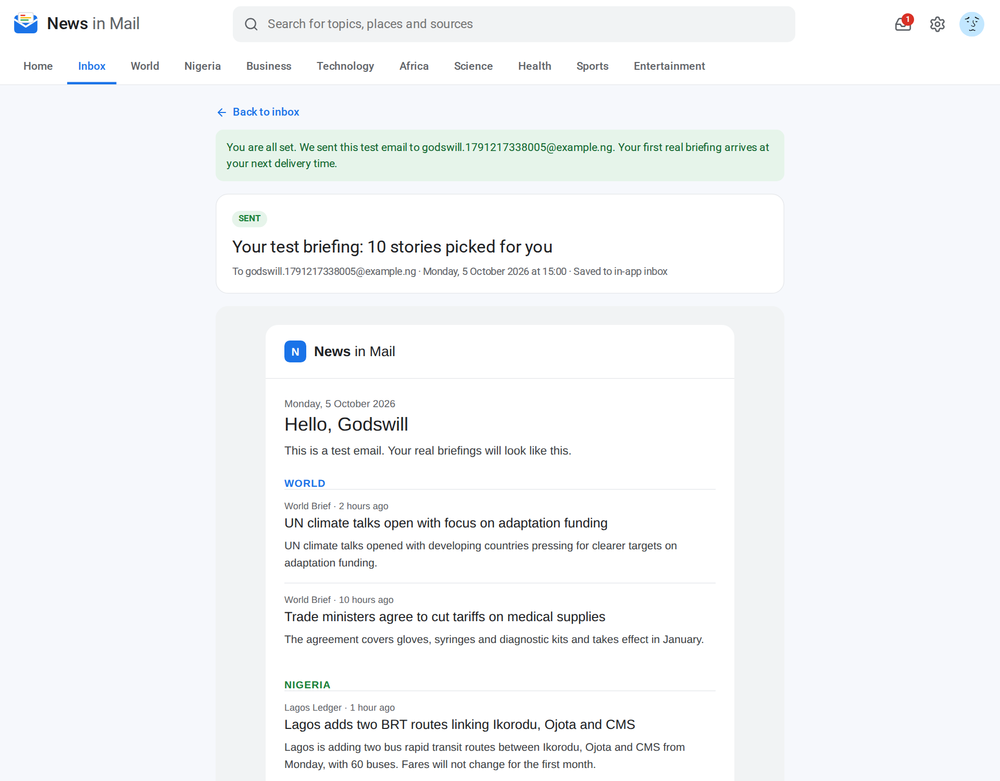 News in Mail
Search for topics, places and sources
1
Home Inbox World Nigeria Business Technology Africa Science Health Sports Entertainment
Back to inbox
You are all set. We sent this test email to godswill.1791217338005@example.ng. Your first real briefing arrives at
your next delivery time.
SENT
Your test briefing: 10 stories picked for you
To godswill.1791217338005@example.ng · Monday, 5 October 2026 at 15:00 · Saved to in-app inbox
N News in Mail
Monday, 5 October 2026
Hello, Godswill
This is a test email. Your real briefings will look like this.
WORLD
World Brief · 2 hours ago
UN climate talks open with focus on adaptation funding
UN climate talks opened with developing countries pressing for clearer targets on
adaptation funding.
World Brief · 10 hours ago
Trade ministers agree to cut tariffs on medical supplies
The agreement covers gloves, syringes and diagnostic kits and takes effect in January.
NIGERIA
Lagos Ledger · 1 hour ago
Lagos adds two BRT routes linking Ikorodu, Ojota and CMS
Lagos is adding two bus rapid transit routes between Ikorodu, Ojota and CMS from
Monday, with 60 buses. Fares will not change for the first month.